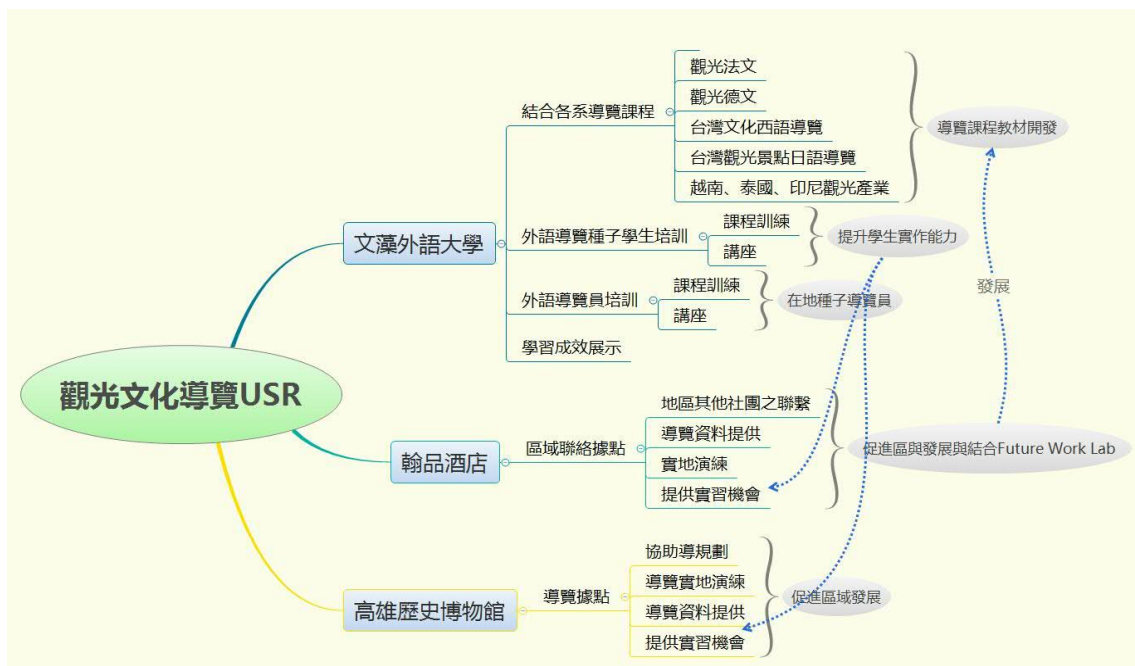 觀光文化導覽USR
文藻外語大學
結合各系導覽課程
觀光法文
觀光德文
台灣文化西語導覽
台灣觀光景點日語導覽
越南、泰國、印尼觀光產業
導覽課程教材開發
外語導覽種子學生培訓
課程訓練
講座
提升學生實作能力
外語導覽員培訓
課程訓練
講座
在地種子導覽員
學習成效展示
發展
翰品酒店
區域聯絡據點
地區其他社團之聯繫
導覽資料提供
實地演練
提供實習機會
促進區與發展與結合Future Work Lab
高雄歷史博物館
導覽據點
協助導規劃
導覽實地演練
導覽資料提供
提供實習機會
促進區域發展